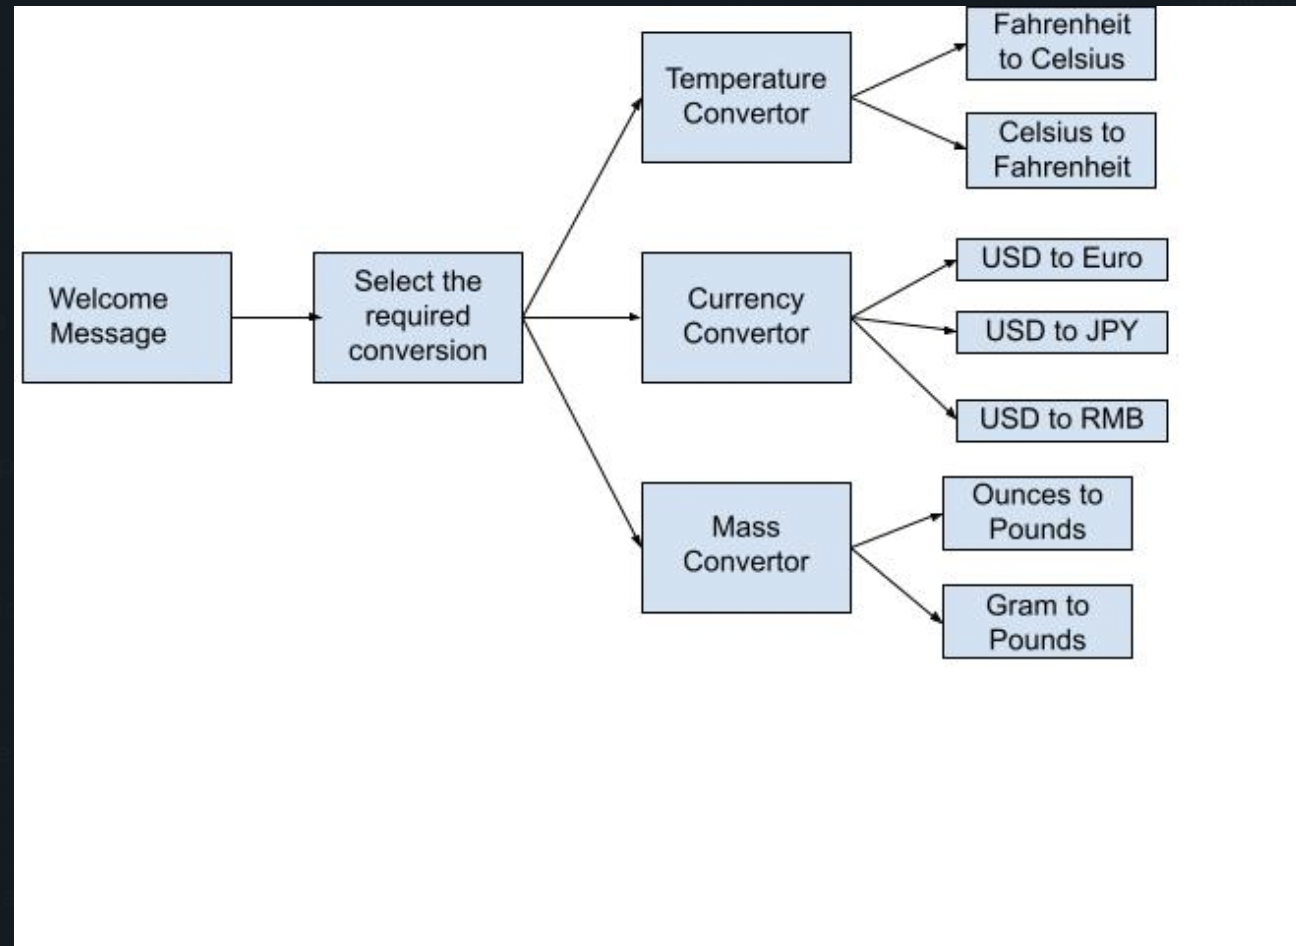 Welcome
Message
Select the
required
conversion
Temperature
Convertor
Fahrenheit
to Celsius
Celsius to
Fahrenheit
Currency
Convertor
USD to Euro
USD to JPY
USD to RMB
Mass
Convertor
Ounces to
Pounds
Gram to
Pounds